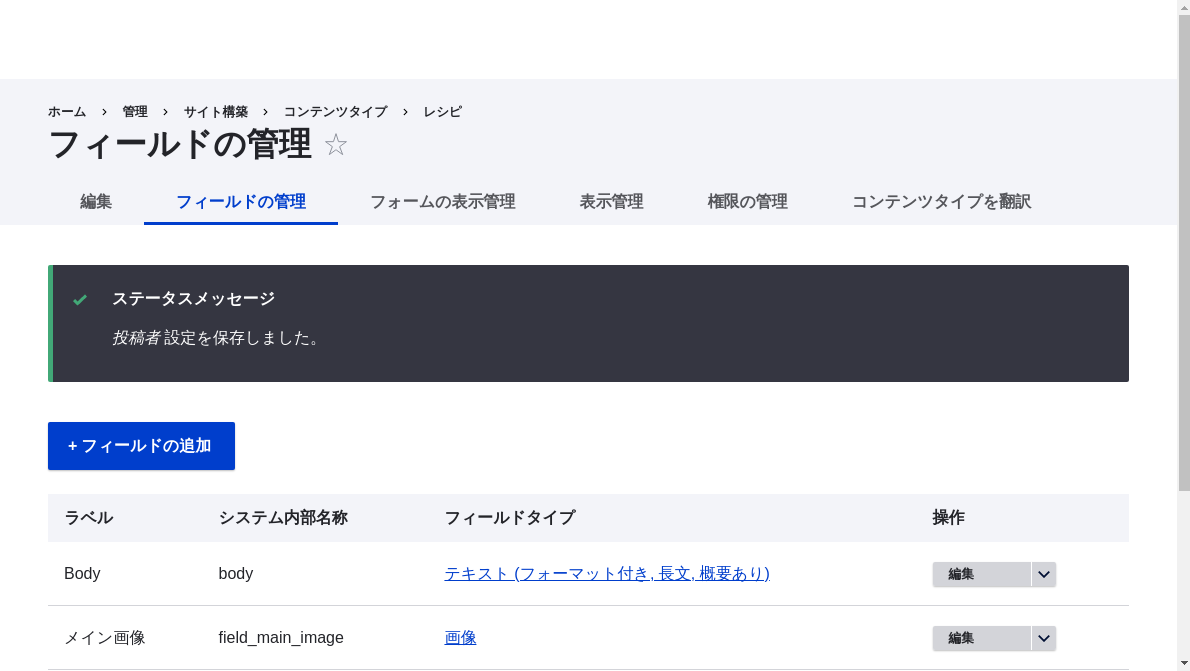 ホーム › 管理 › サイト構築 › コンテンツタイプ › レシピ
フィールドの管理 ☆
編集 フィールドの管理 フォームの表示管理 表示管理 権限の管理 コンテンツタイプを翻訳
ステータスメッセージ
投稿者 設定を保存しました。
+ フィールドの追加
ラベル システム内部名称 フィールドタイプ 操作
Body body テキスト (フォーマット付き, 長文, 概要あり) 編集
メイン画像 field_main_image 画像 編集